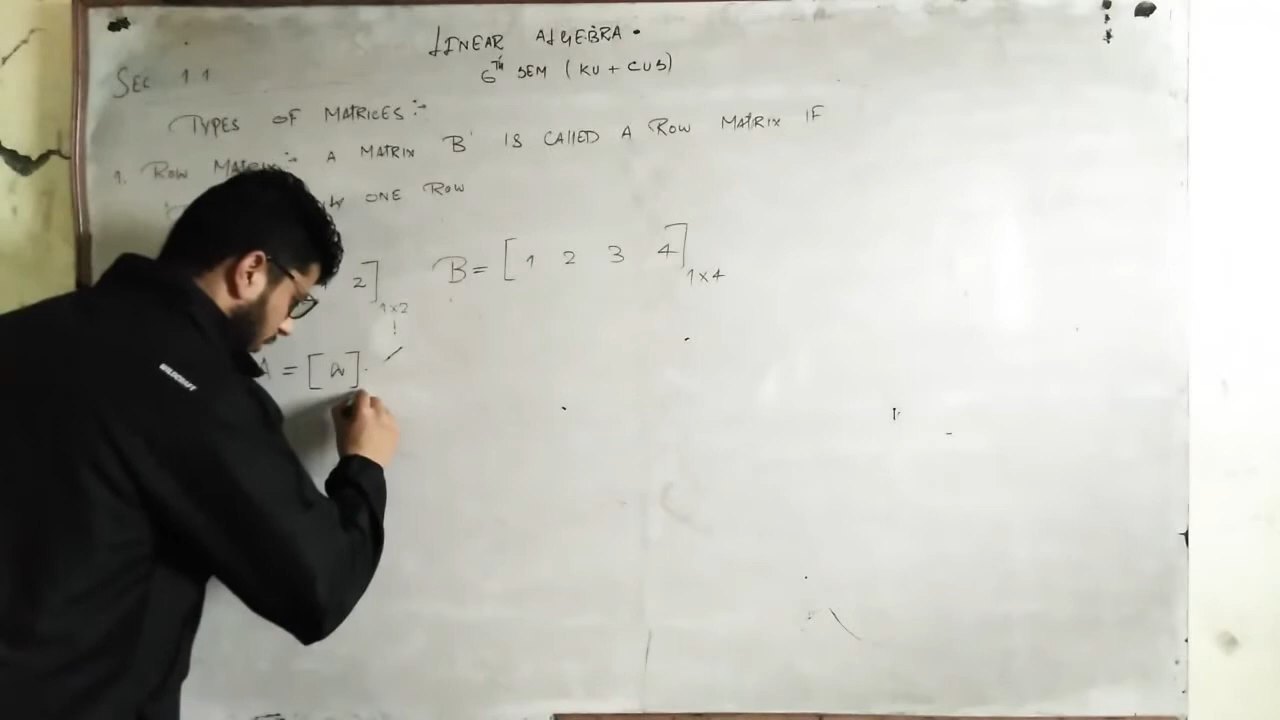 LINEAR ALGEBRA.
6TH SEM (KU + CUS)
SEC 1 1
TYPES OF MATRICES:-
1. ROW MATRIX:- A MATRIX 'B' IS CALLED A ROW MATRIX IF
ONE ROW
2]1×2 B = [1 2 3 4]1×4
A = [a]
WILDCRAFT